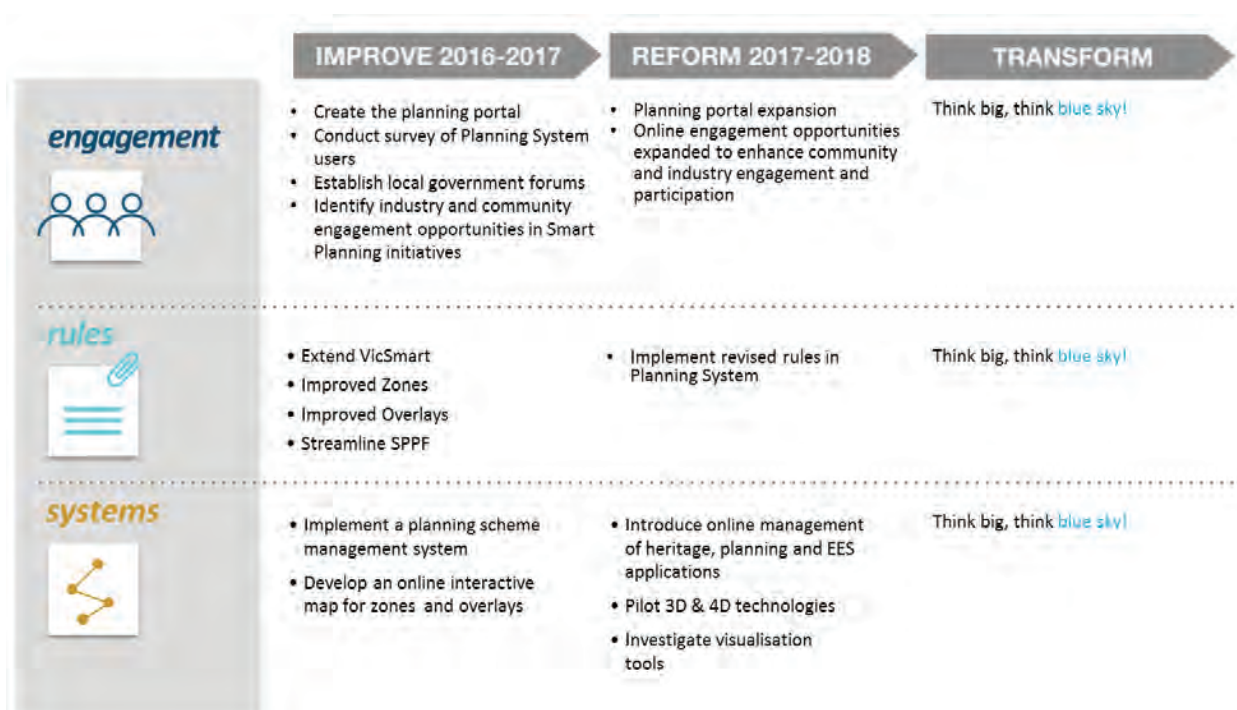 IMPROVE 2016-2017
REFORM 2017-2018
TRANSFORM
engagement
• Create the planning portal
• Conduct survey of Planning System
users
• Establish local government forums
• Identify industry and community
engagement opportunities in Smart
Planning initiatives
• Planning portal expansion
• Online engagement opportunities
expanded to enhance community
and industry engagement and
participation
Think big, think blue sky!
rules
• Extend VicSmart
• Improved Zones
• Improved Overlays
• Streamline SPPF
• Implement revised rules in
Planning System
Think big, think blue sky!
systems
• Implement a planning scheme
management system
• Develop an online interactive
map for zones and overlays
• Introduce online management
of heritage, planning and EES
applications
• Pilot 3D & 4D technologies
• Investigate visualisation
tools
Think big, think blue sky!